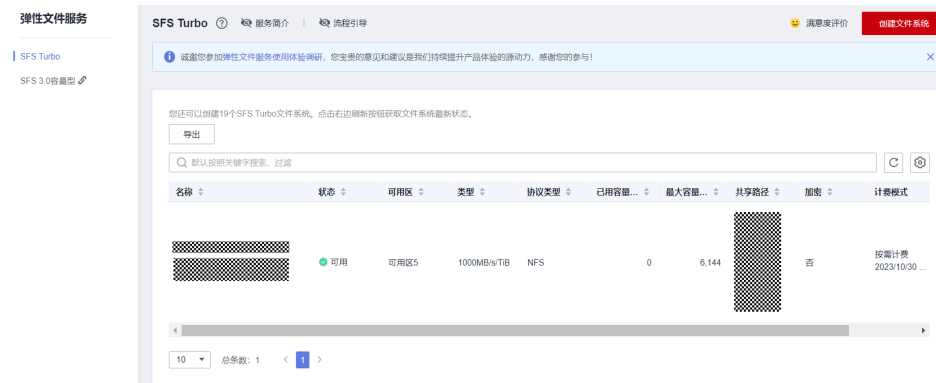 弹性文件服务
SFS Turbo
SFS 3.0容量型
SFS Turbo ? 服务简介 流程引导
满意度评价
创建文件系统
诚邀您参加弹性文件服务使用体验调研，您宝贵的意见和建议是我们持续提升产品体验的源动力，感谢您的参与！
您还可以创建19个SFS Turbo文件系统。点击右边刷新按钮获取文件系统最新状态。
导出
默认按照关键字搜索、过滤
名称 状态 可用区 类型 协议类型 已用容量... 最大容量... 共享路径 加密 计费模式
可用 可用区5 1000MB/s/TiB NFS 0 6,144 否 按需计费
2023/10/30 ...
10 总条数：1 < 1 >